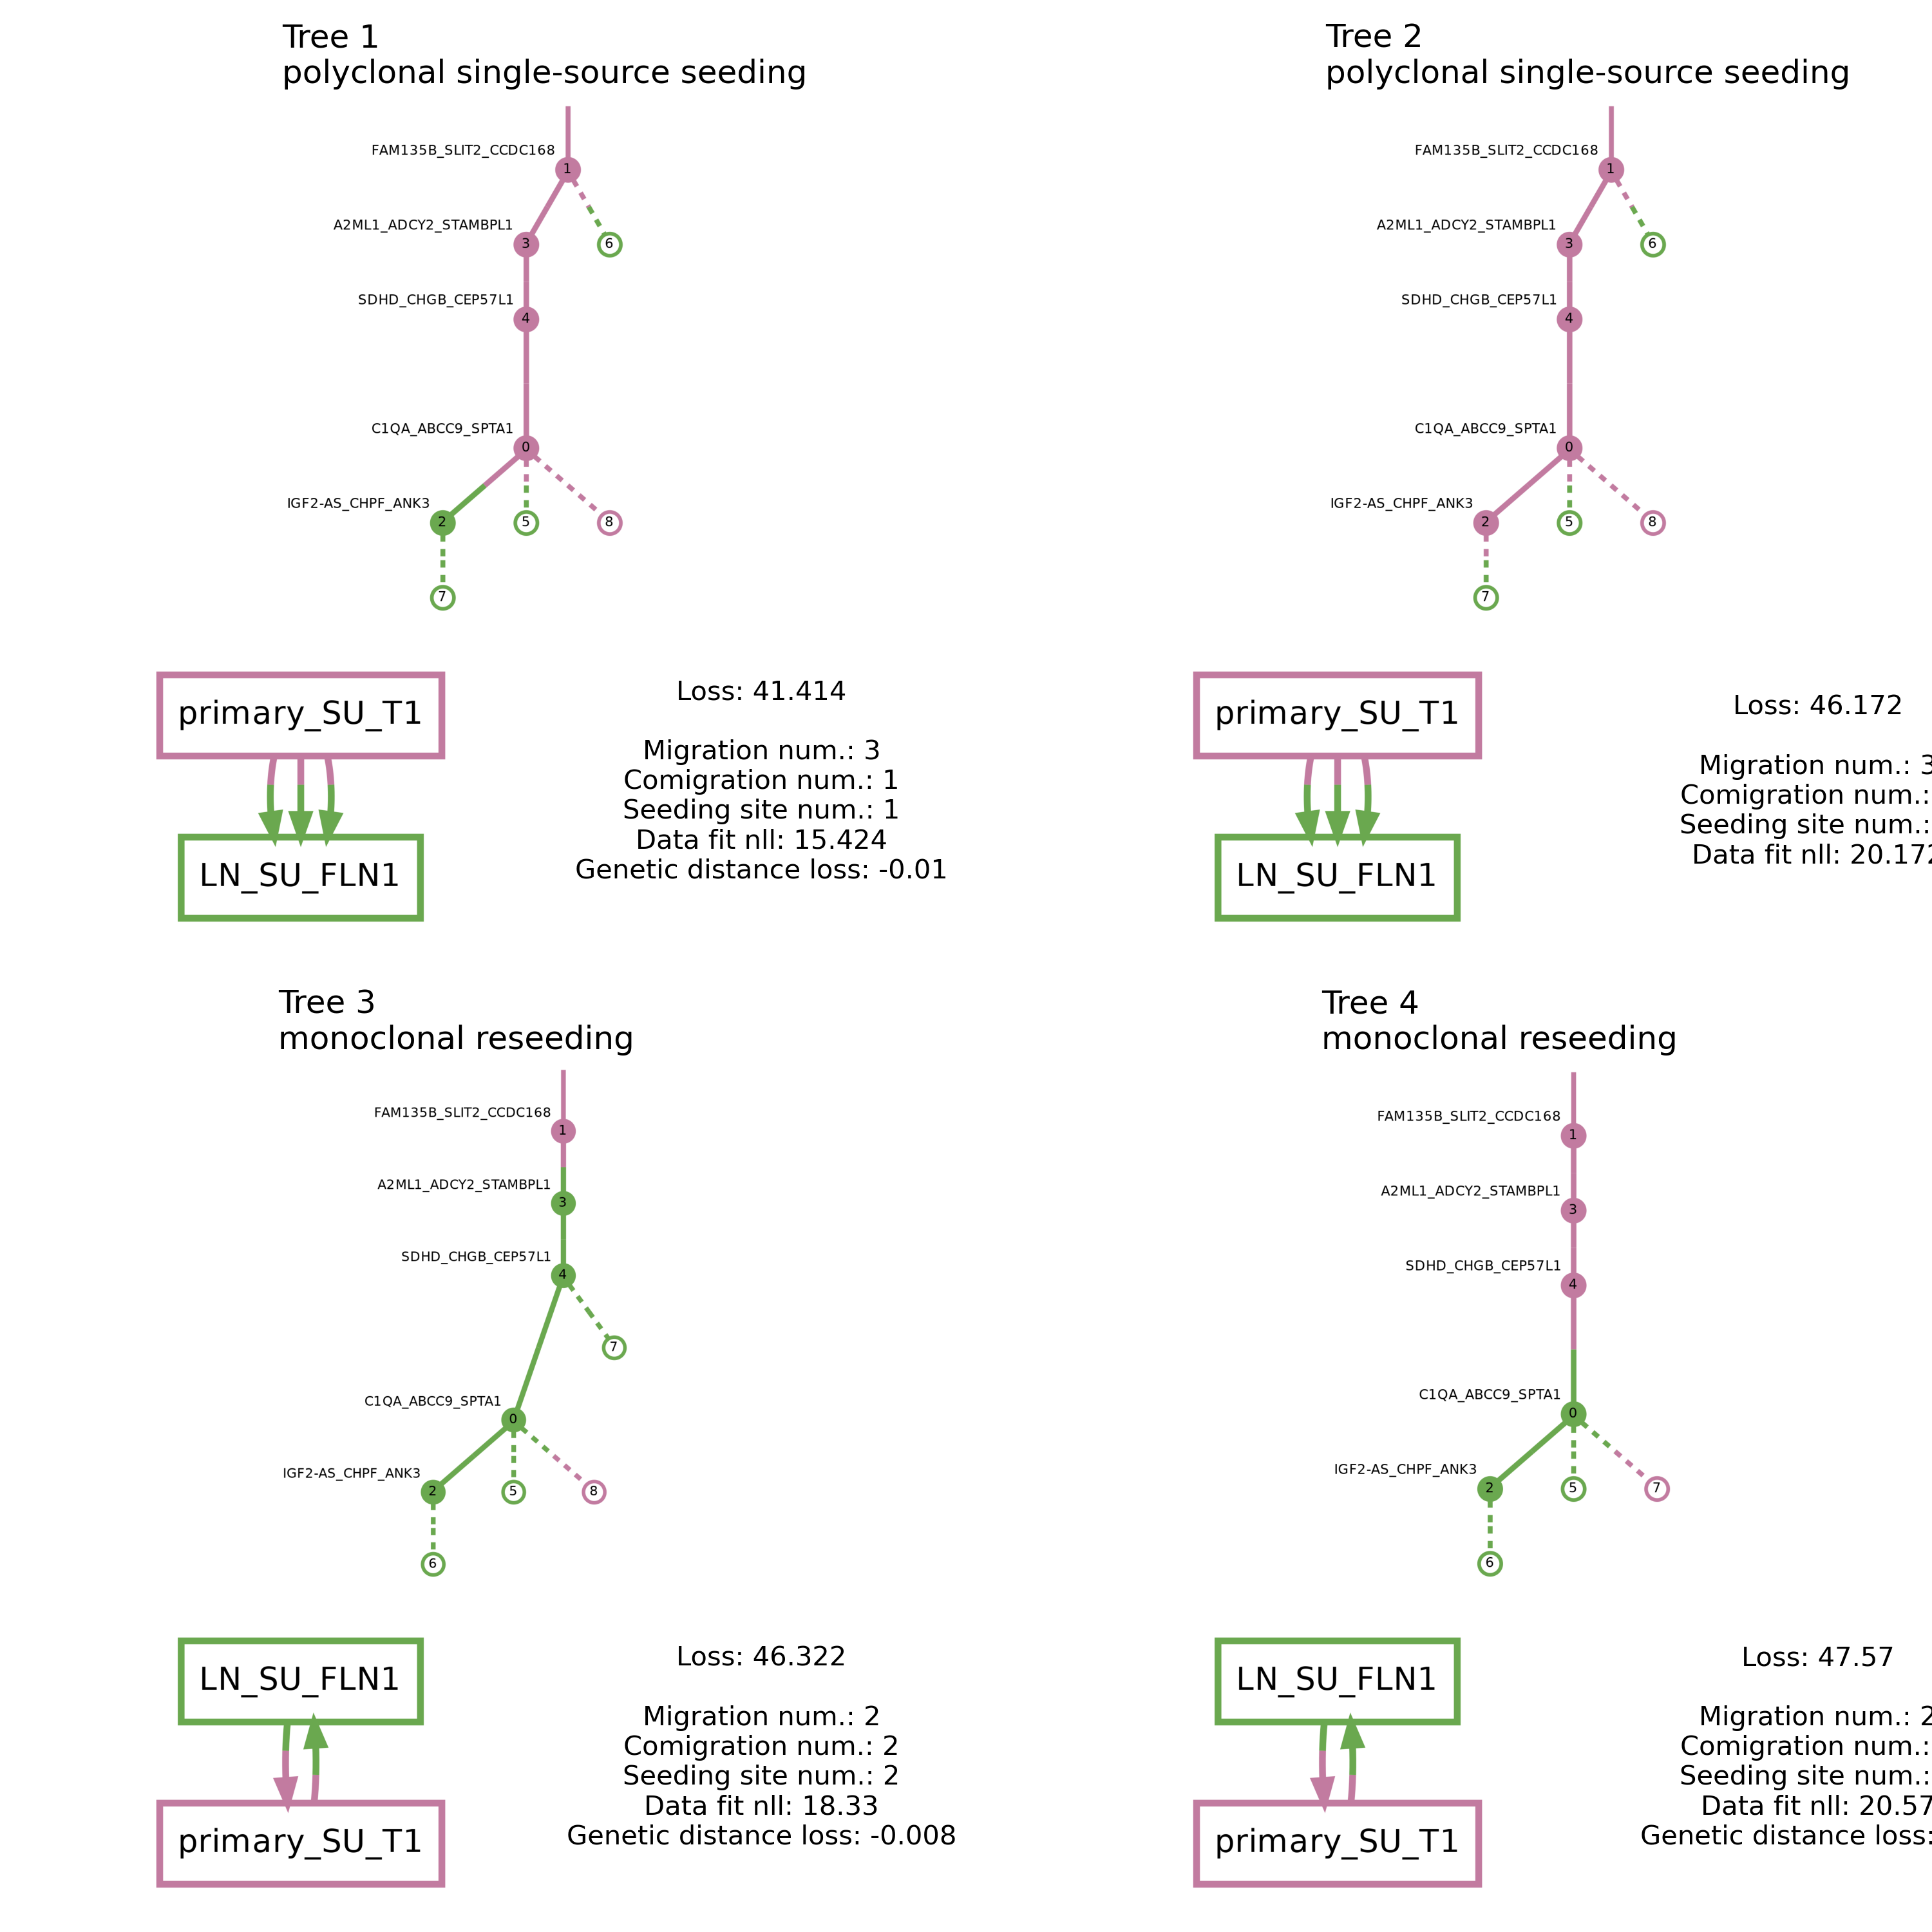 Tree 1
polyclonal single-source seeding
FAM135B_SLIT2_CCDC168
1
A2ML1_ADCY2_STAMBPL1
3
6
SDHD_CHGB_CEP57L1
4
C1QA_ABCC9_SPTA1
0
IGF2-AS_CHPF_ANK3
2
5
8
7
primary_SU_T1
LN_SU_FLN1
Loss: 41.414
Migration num.: 3
Comigration num.: 1
Seeding site num.: 1
Data fit nll: 15.424
Genetic distance loss: -0.01
Tree 2
polyclonal single-source seeding
FAM135B_SLIT2_CCDC168
1
A2ML1_ADCY2_STAMBPL1
3
6
SDHD_CHGB_CEP57L1
4
C1QA_ABCC9_SPTA1
0
IGF2-AS_CHPF_ANK3
2
5
8
7
primary_SU_T1
LN_SU_FLN1
Loss: 46.172
Migration num.: 3
Comigration num.:
Seeding site num.:
Data fit nll: 20.172
Tree 3
monoclonal reseeding
FAM135B_SLIT2_CCDC168
1
A2ML1_ADCY2_STAMBPL1
3
SDHD_CHGB_CEP57L1
4
7
C1QA_ABCC9_SPTA1
0
IGF2-AS_CHPF_ANK3
2
5
8
6
LN_SU_FLN1
primary_SU_T1
Loss: 46.322
Migration num.: 2
Comigration num.: 2
Seeding site num.: 2
Data fit nll: 18.33
Genetic distance loss: -0.008
Tree 4
monoclonal reseeding
FAM135B_SLIT2_CCDC168
1
A2ML1_ADCY2_STAMBPL1
3
SDHD_CHGB_CEP57L1
4
C1QA_ABCC9_SPTA1
0
IGF2-AS_CHPF_ANK3
2
5
7
6
LN_SU_FLN1
primary_SU_T1
Loss: 47.57
Migration num.: 2
Comigration num.:
Seeding site num.:
Data fit nll: 20.57
Genetic distance loss: